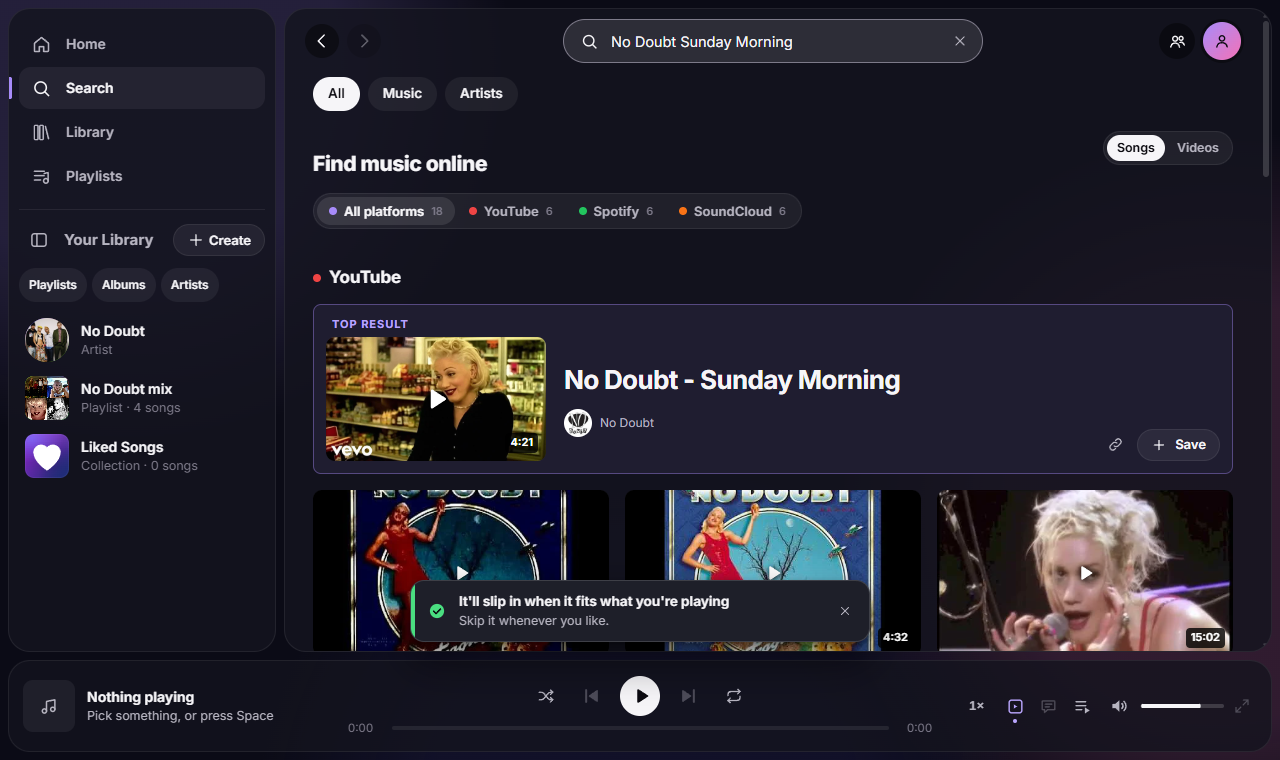 Home
Search
Library
Playlists
Your Library
Create
Playlists
Albums
Artists
No Doubt
Artist
No Doubt mix
Playlist · 4 songs
Liked Songs
Collection · 0 songs
No Doubt Sunday Morning
All
Music
Artists
Find music online
Songs
Videos
All platforms 18
YouTube 6
Spotify 6
SoundCloud 6
YouTube
TOP RESULT
vevo
4:21
No Doubt - Sunday Morning
No Doubt
Save
NO DOUBT
NO DOUBT
4:32
15:02
It'll slip in when it fits what you're playing
Skip it whenever you like.
Nothing playing
Pick something, or press Space
0:00
0:00
1×